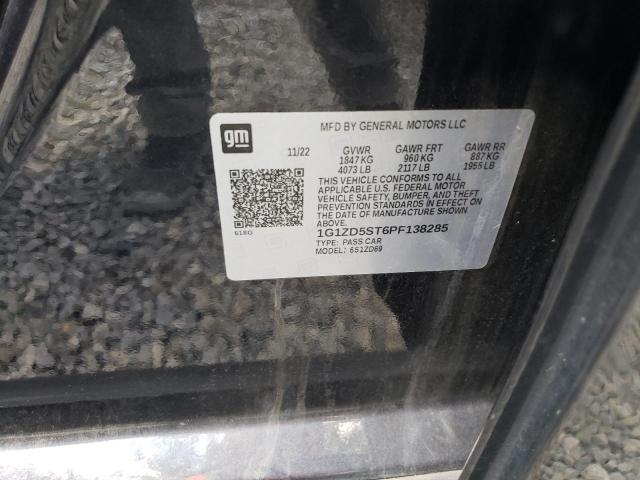 gm
MFD BY GENERAL MOTORS LLC
11/22 GVWR GAWR FRT GAWR RR
1847 KG 960 KG 887 KG
4073 LB 2117 LB 1955 LB
THIS VEHICLE CONFORMS TO ALL
APPLICABLE U.S. FEDERAL MOTOR
VEHICLE SAFETY, BUMPER, AND THEFT
PREVENTION STANDARDS IN EFFECT ON
THE DATE OF MANUFACTURE SHOWN
ABOVE.
1G1ZD5ST6PF138285
TYPE: PASS CAR
MODEL: 651ZD69
618G